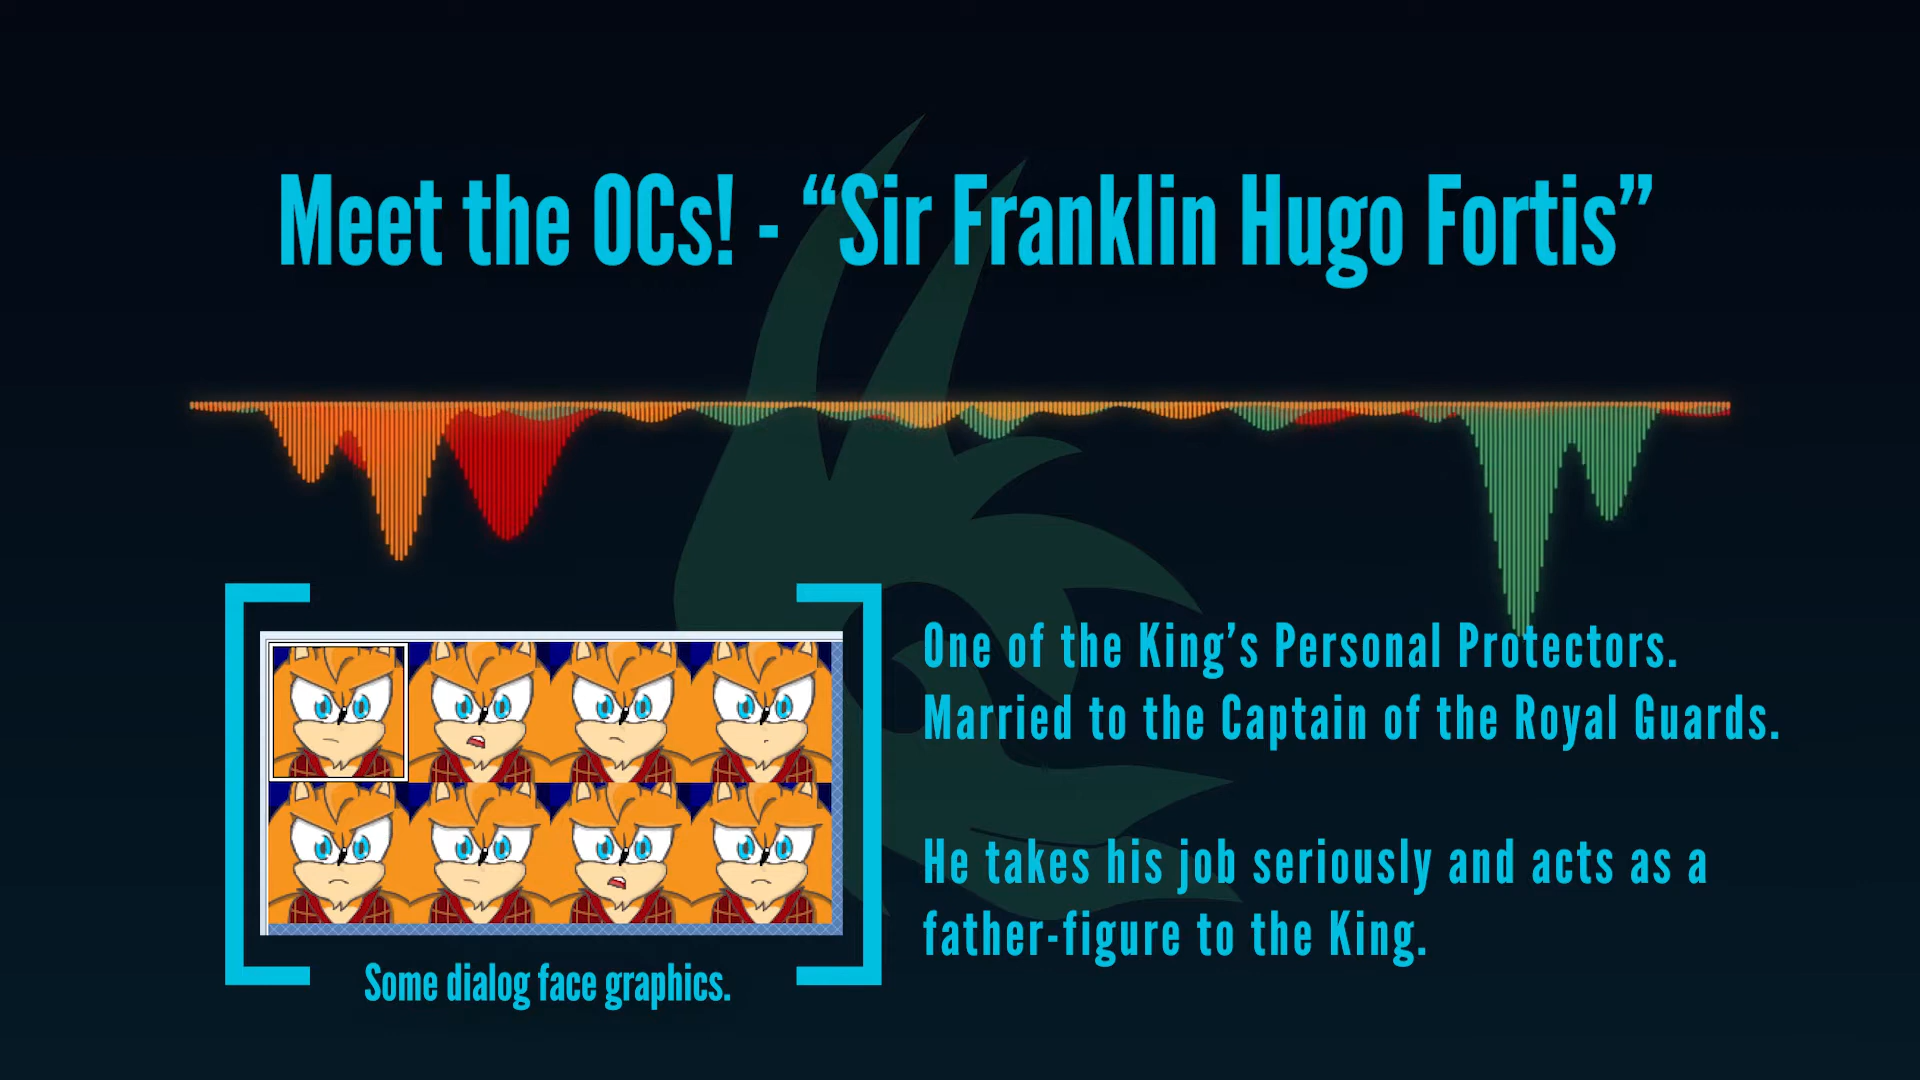 Meet the OCs! - “Sir Franklin Hugo Fortis”
One of the King’s Personal Protectors.
Married to the Captain of the Royal Guards.
He takes his job seriously and acts as a
father-figure to the King.
Some dialog face graphics.